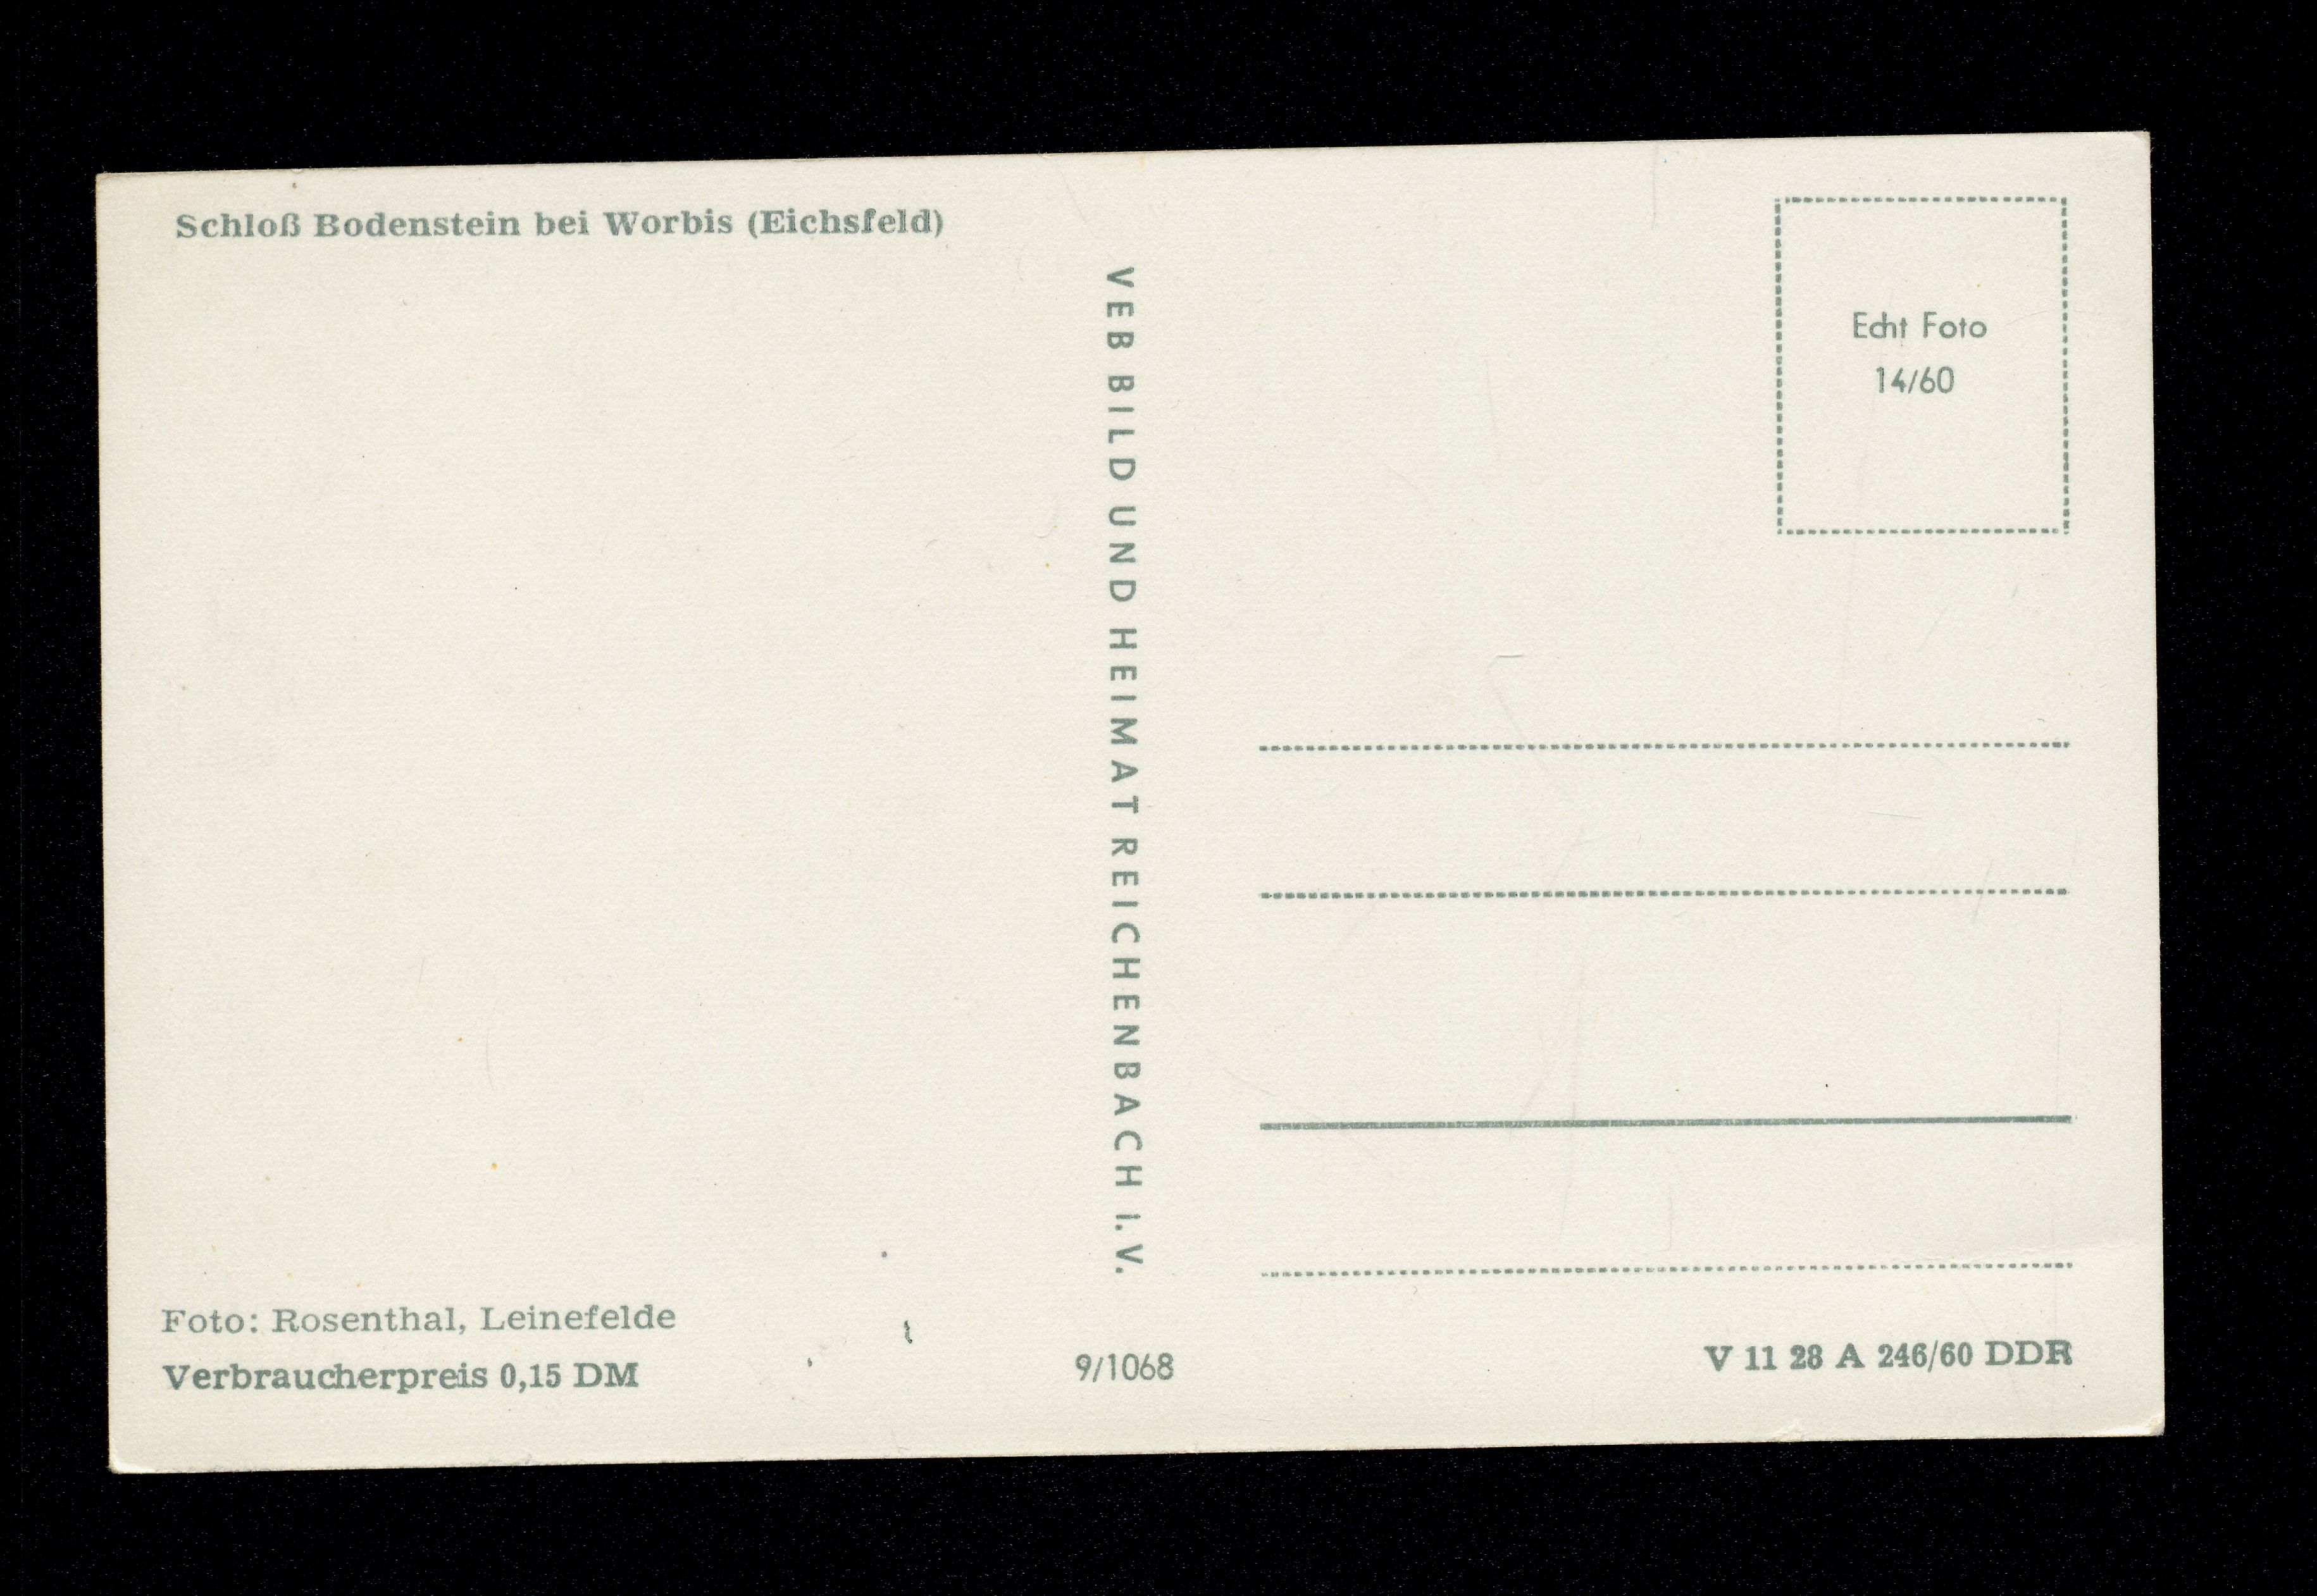 Schloß Bodenstein bei Worbis (Eichsfeld)
VEB BILD UND HEIMAT REICHENBACH I. V.
Echt Foto
14/60
Foto: Rosenthal, Leinefelde
Verbraucherpreis 0,15 DM
9/1068
V 11 28 A 246/60 DDR